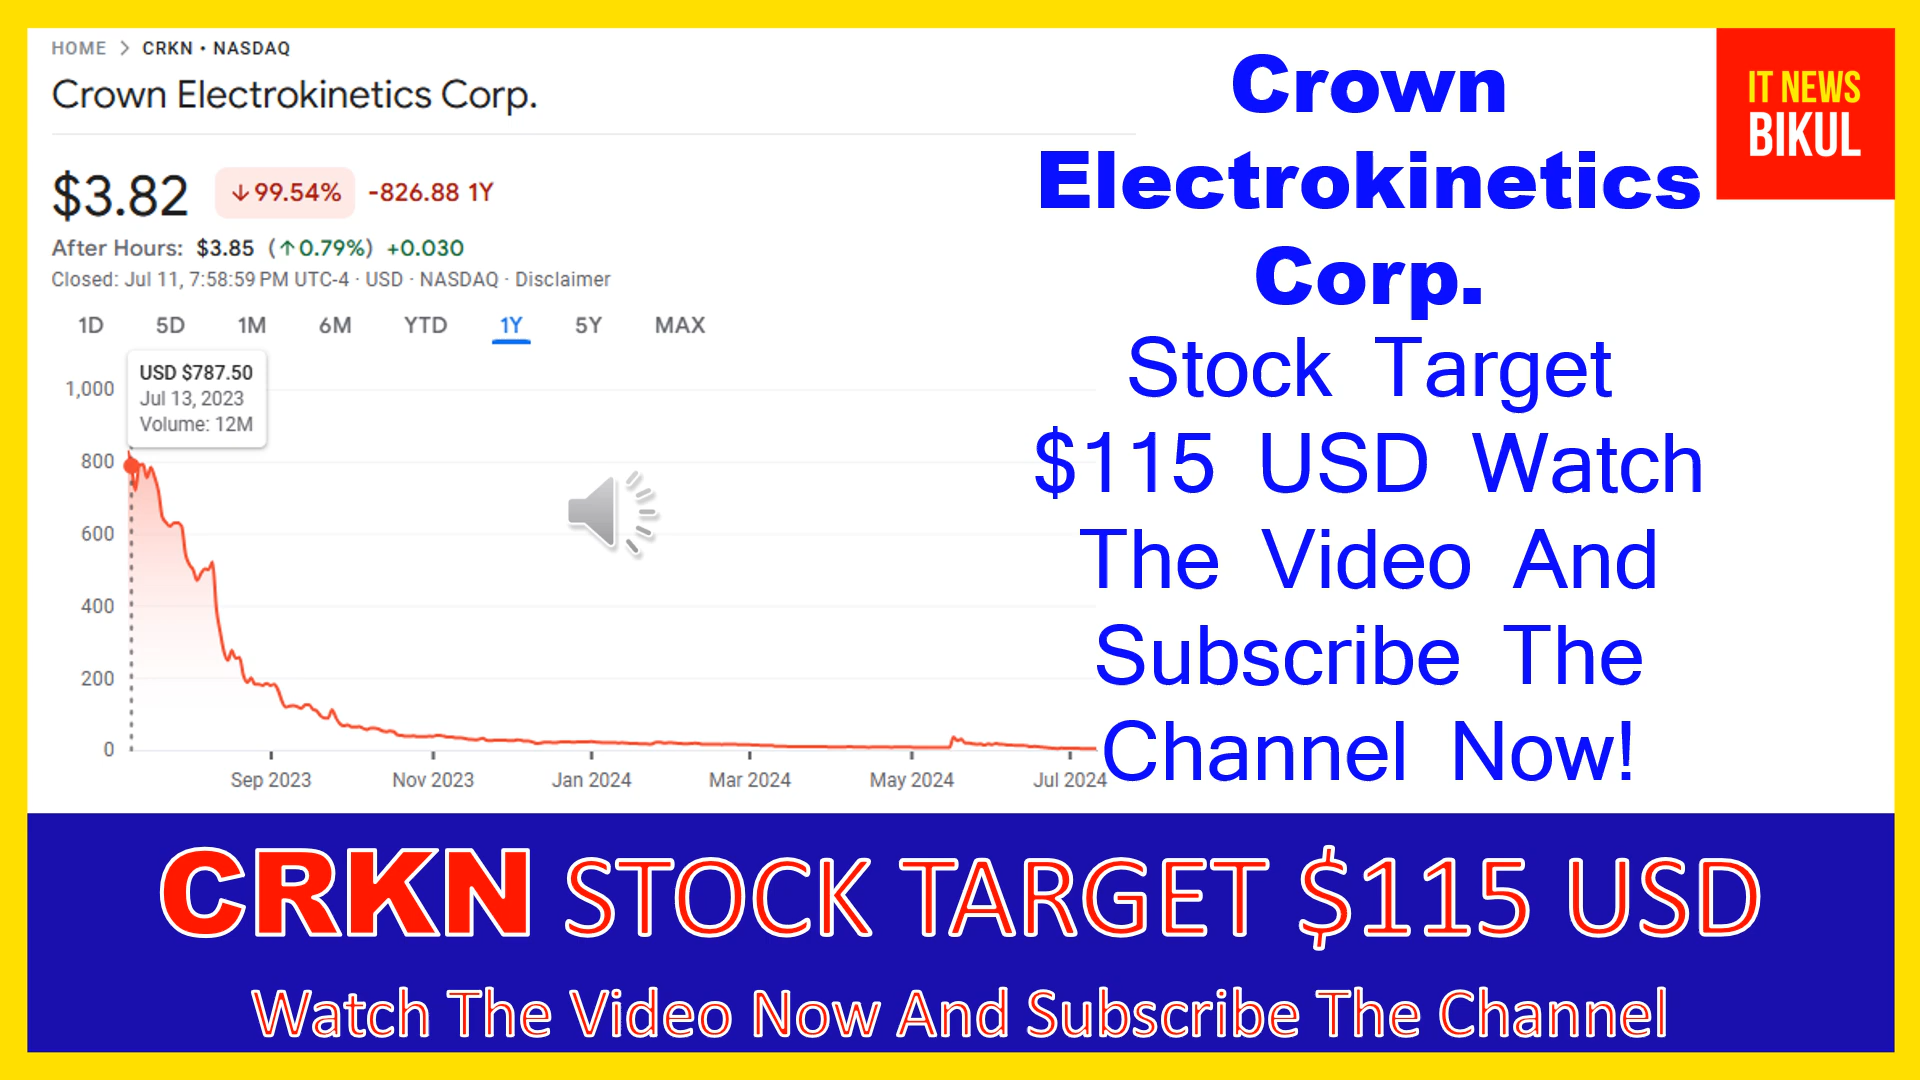 HOME > CRKN • NASDAQ
Crown Electrokinetics Corp.
$3.82 ↓99.54% -826.88 1Y
After Hours: $3.85 (↑0.79%) +0.030
Closed: Jul 11, 7:58:59 PM UTC-4 · USD · NASDAQ · Disclaimer
1D 5D 1M 6M YTD 1Y 5Y MAX
USD $787.50
Jul 13, 2023
Volume: 12M
1,000
800
600
400
200
0
Sep 2023 Nov 2023 Jan 2024 Mar 2024 May 2024 Jul 2024
Crown
Electrokinetics
Corp.
Stock Target
$115 USD Watch
The Video And
Subscribe The
Channel Now!
IT NEWS
BIKUL
CRKN STOCK TARGET $115 USD
Watch The Video Now And Subscribe The Channel